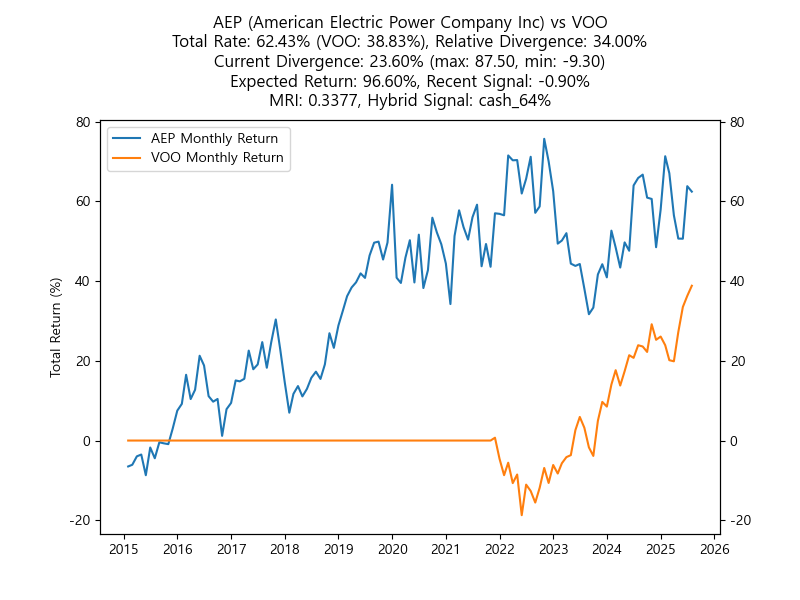 AEP (American Electric Power Company Inc) vs VOO
Total Rate: 62.43% (VOO: 38.83%), Relative Divergence: 34.00%
Current Divergence: 23.60% (max: 87.50, min: -9.30)
Expected Return: 96.60%, Recent Signal: -0.90%
MRI: 0.3377, Hybrid Signal: cash_64%
AEP Monthly Return
VOO Monthly Return
Total Return (%)
80
60
40
20
0
-20
80
60
40
20
0
-20
2015 2016 2017 2018 2019 2020 2021 2022 2023 2024 2025 2026